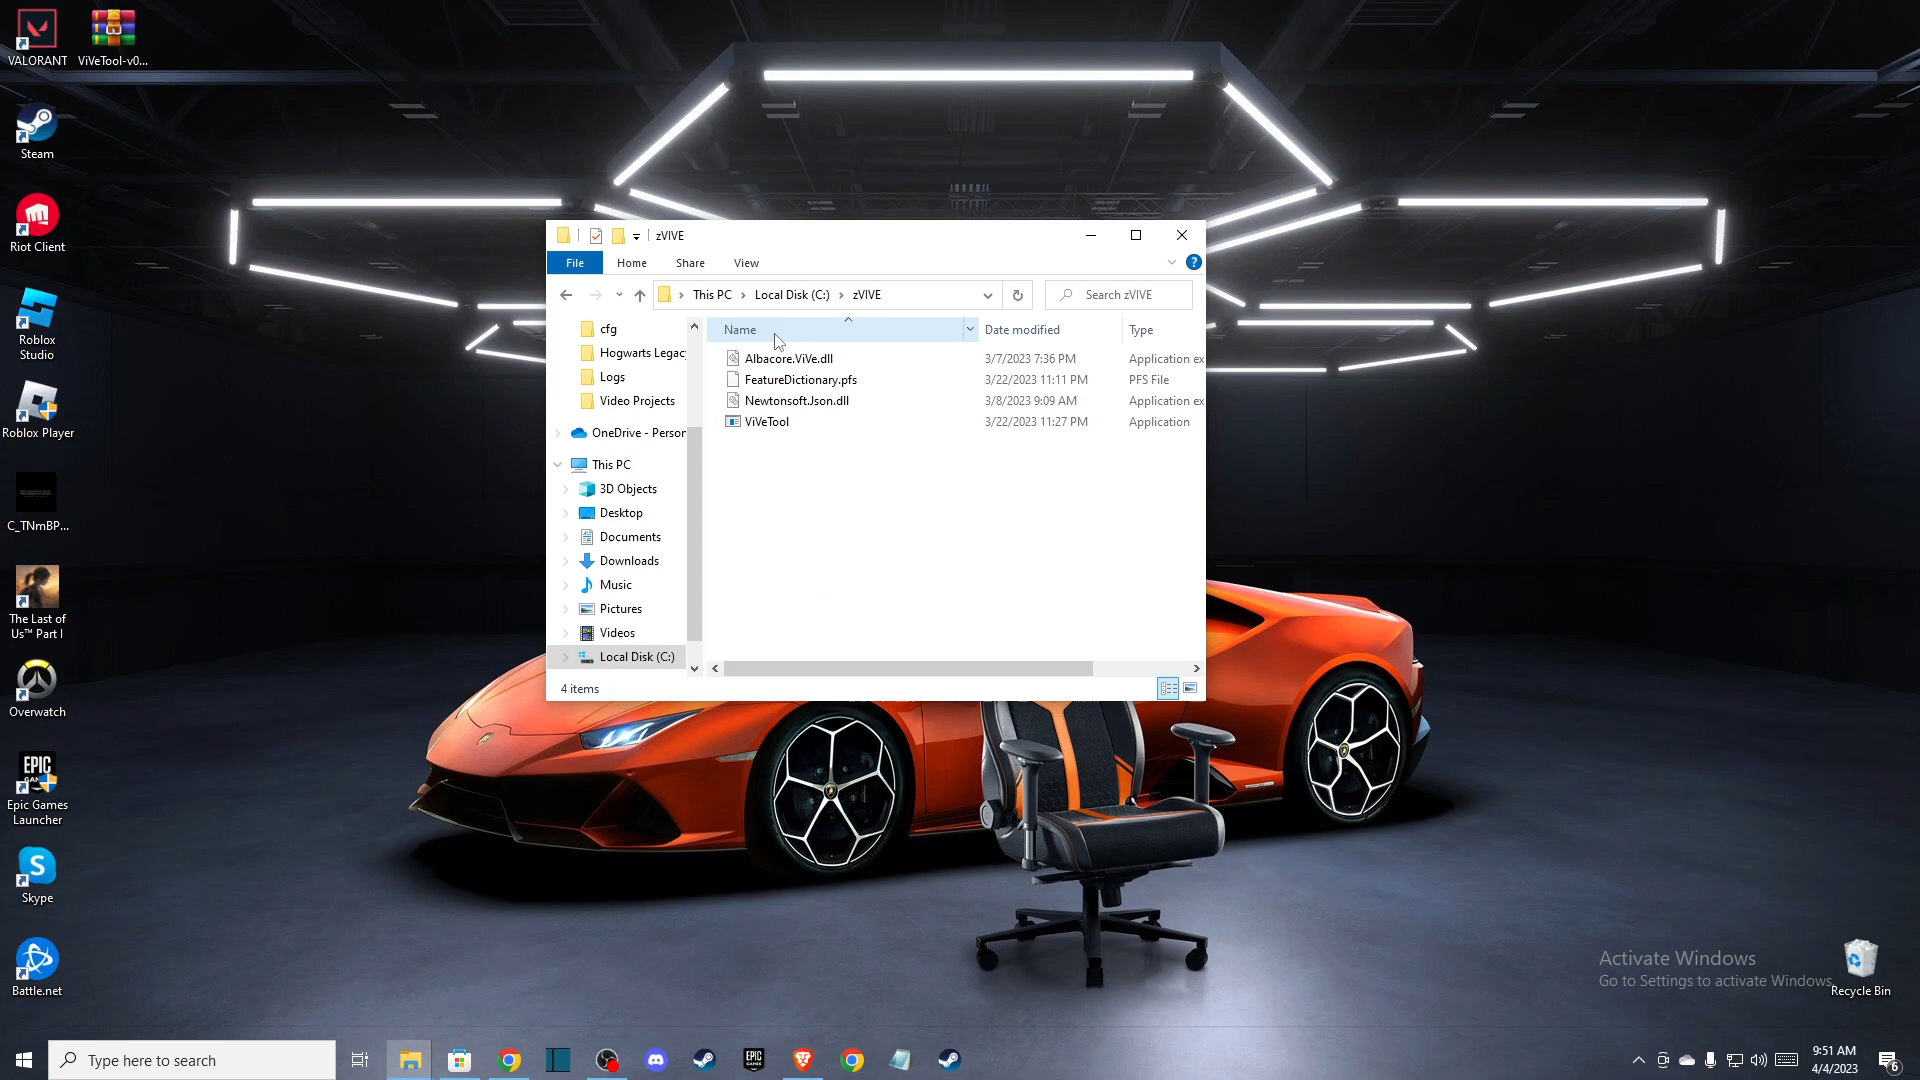 VALORANT
ViVeTool-v0...
Steam
Riot Client
Roblox
Studio
Roblox Player
C_TNmBP...
The Last of
Us™ Part I
Overwatch
EPIC
Epic Games
Launcher
Skype
Battle.net
zVIVE
File
Home
Share
View
This PC
Local Disk (C:)
zVIVE
Search zVIVE
cfg
Hogwarts Legac
Logs
Video Projects
OneDrive - Person
This PC
3D Objects
Desktop
Documents
Downloads
Music
Pictures
Videos
Local Disk (C:)
Name
Date modified
Type
Albacore.ViVe.dll
3/7/2023 7:36 PM
Application ex
FeatureDictionary.pfs
3/22/2023 11:11 PM
PFS File
Newtonsoft.Json.dll
3/8/2023 9:09 AM
Application ex
ViVeTool
3/22/2023 11:27 PM
Application
4 items
Activate Windows
Go to Settings to activate Windows
Recycle Bin
Type here to search
EPIC
9:51 AM
4/4/2023
6